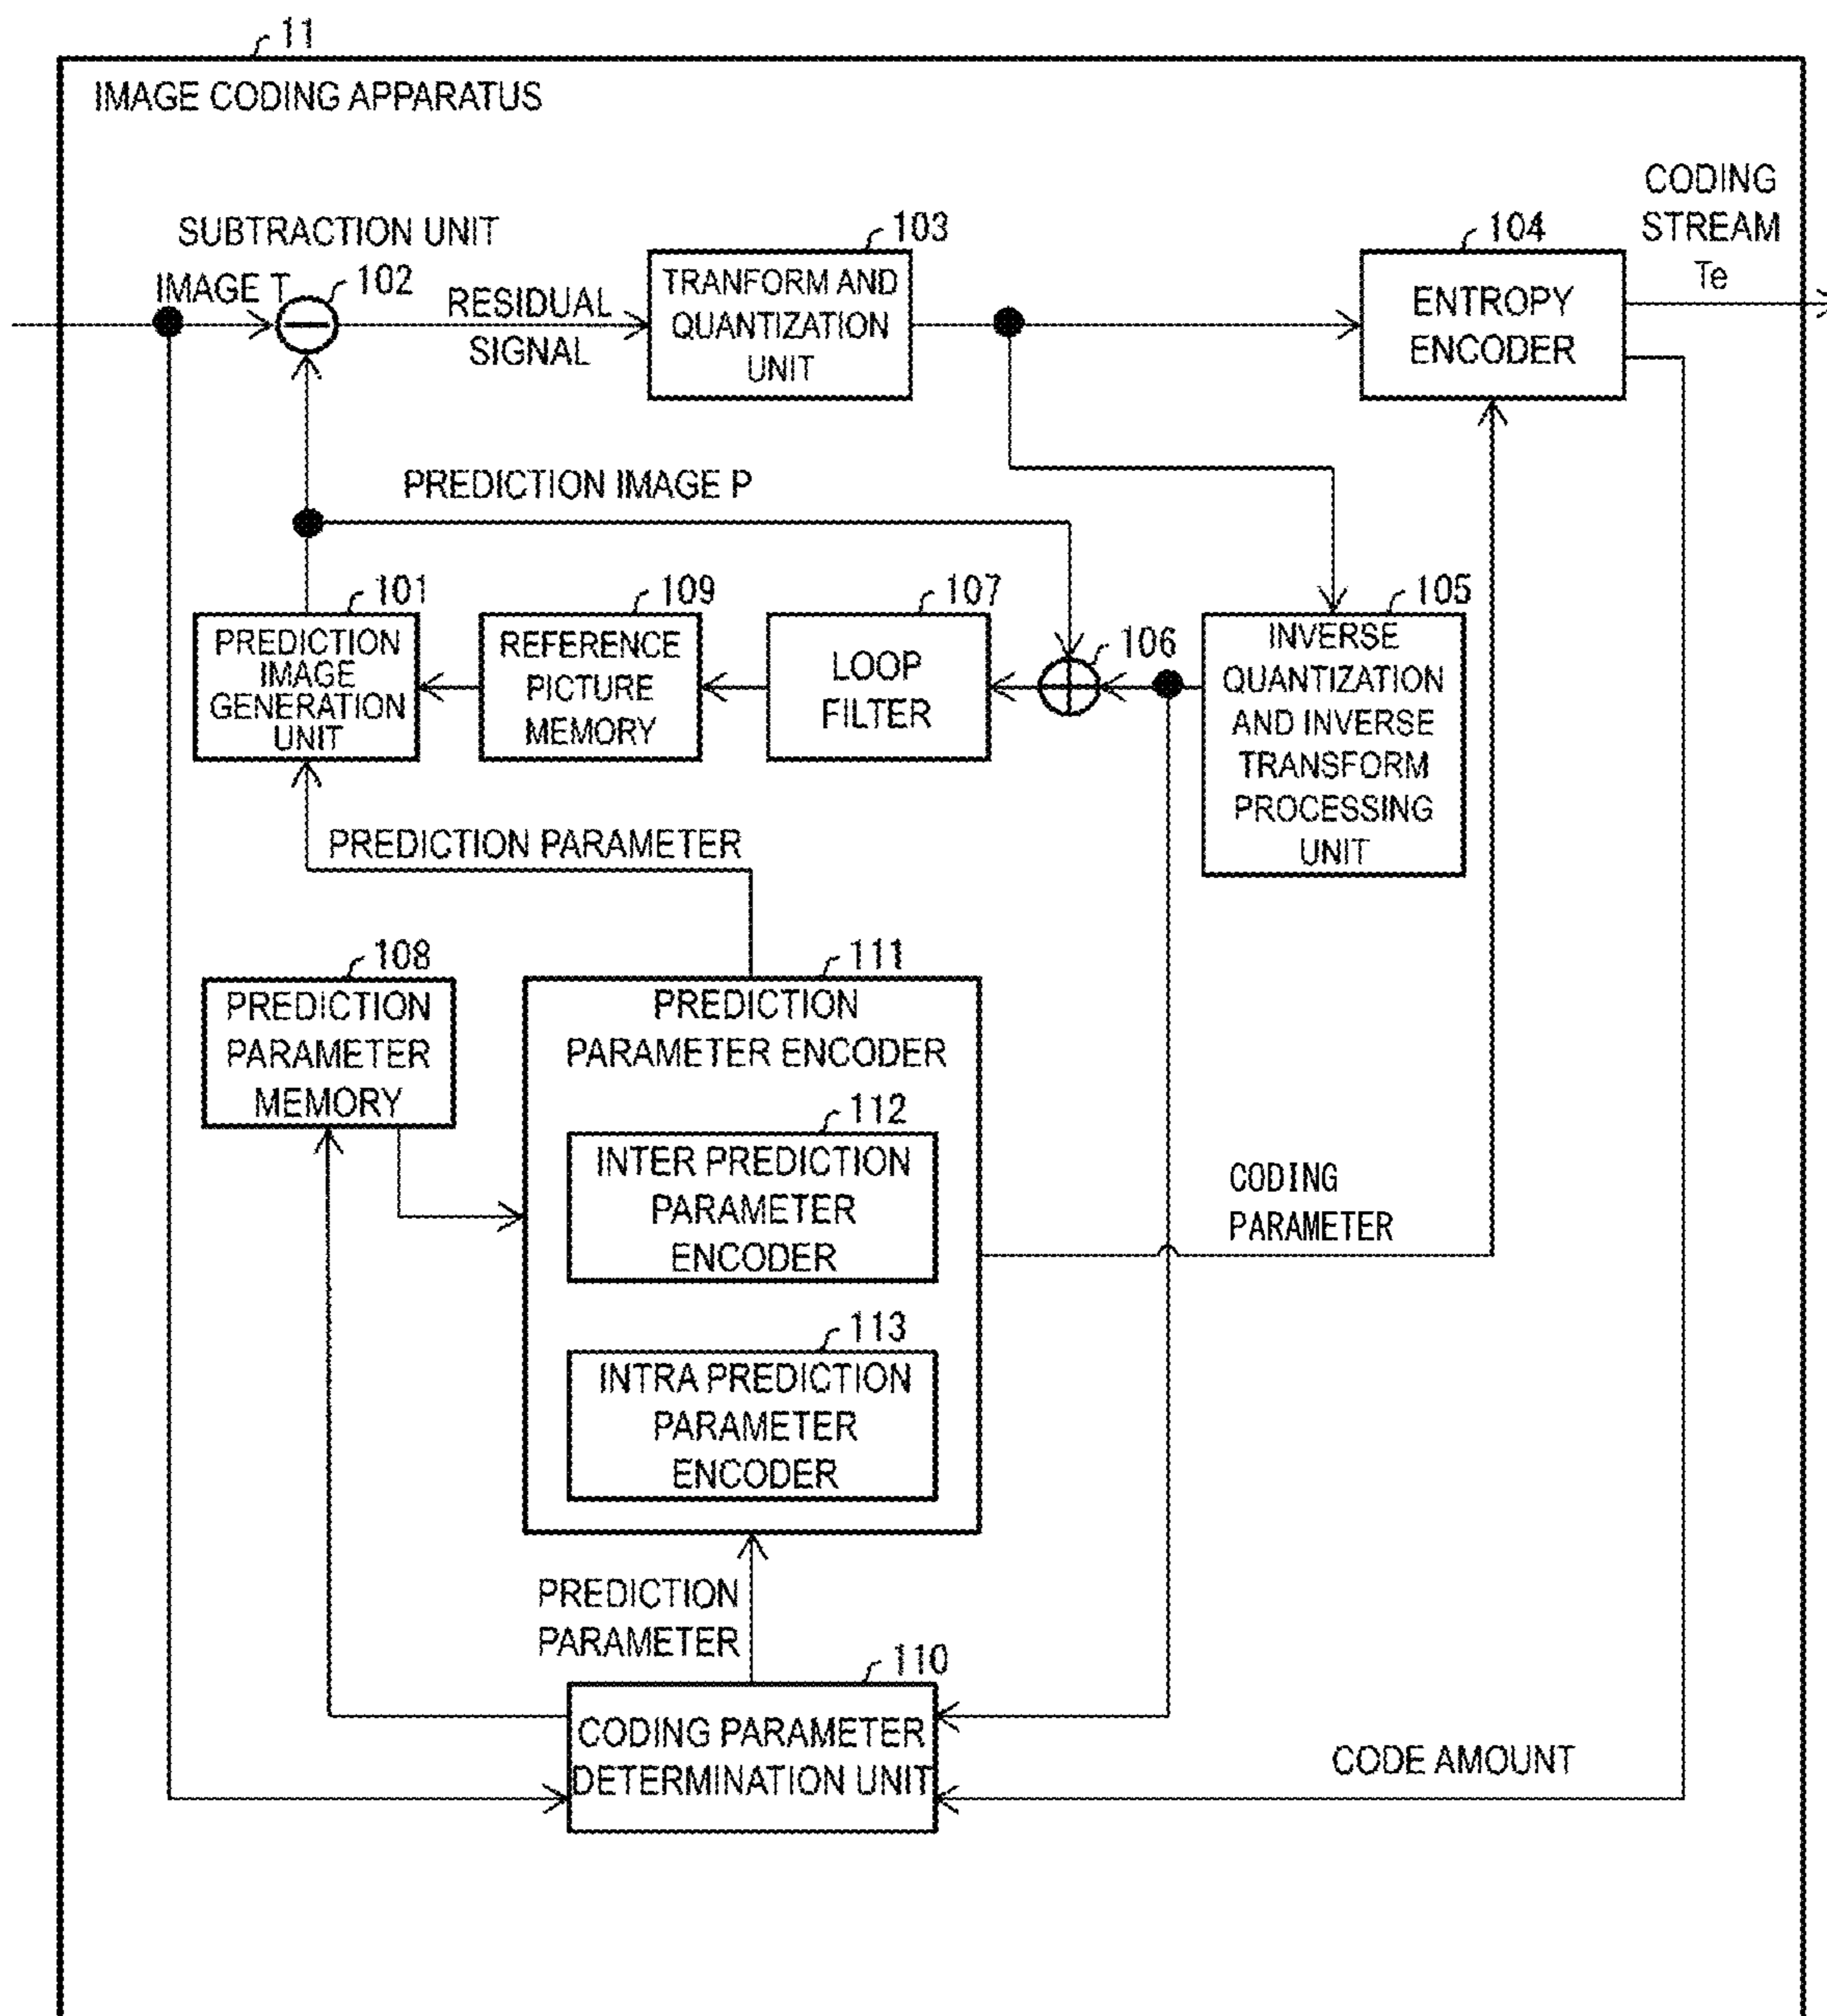 11
IMAGE CODING APPARATUS
CODING
STREAM
Te
SUBTRACTION UNIT
IMAGE T
102
RESIDUAL
SIGNAL
103
TRANFORM AND
QUANTIZATION
UNIT
104
ENTROPY
ENCODER
PREDICTION IMAGE P
101
PREDICTION
IMAGE
GENERATION
UNIT
109
REFERENCE
PICTURE
MEMORY
107
LOOP
FILTER
106
105
INVERSE
QUANTIZATION
AND INVERSE
TRANSFORM
PROCESSING
UNIT
PREDICTION PARAMETER
108
PREDICTION
PARAMETER
MEMORY
111
PREDICTION
PARAMETER ENCODER
112
INTER PREDICTION
PARAMETER
ENCODER
CODING
PARAMETER
113
INTRA PREDICTION
PARAMETER
ENCODER
PREDICTION
PARAMETER
110
CODING PARAMETER
DETERMINATION UNIT
CODE AMOUNT